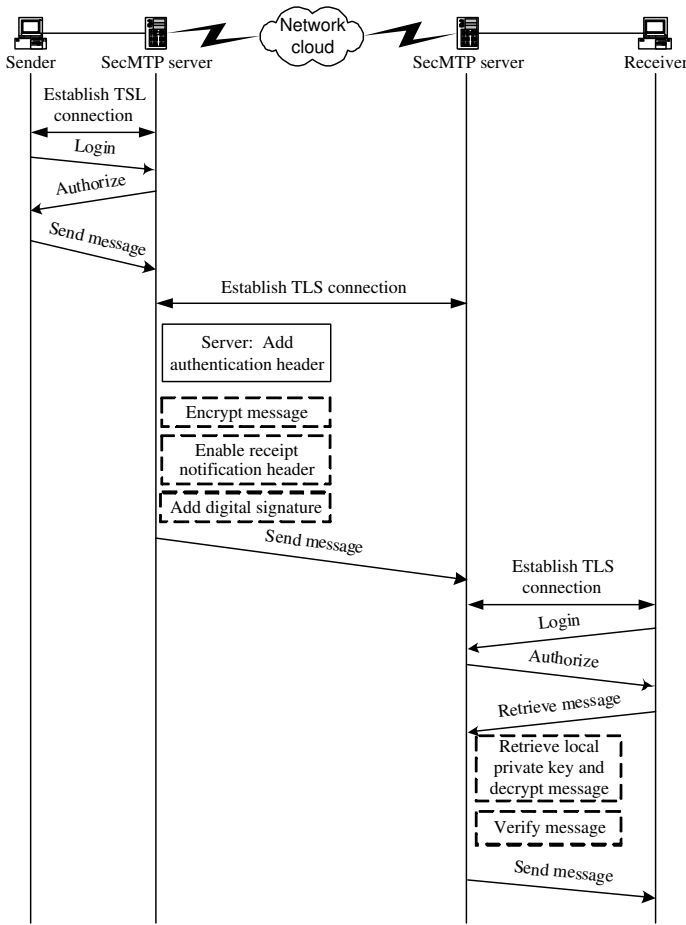 Network
cloud
Sender
SecMTP server
SecMTP server
Receiver
Establish TSL
connection
Login
Authorize
Send message
Establish TLS connection
Server: Add
authentication header
Encrypt message
Enable receipt
notification header
Add digital signature
Send message
Establish TLS
connection
Login
Authorize
Retrieve message
Retrieve local
private key and
decrypt message
Verify message
Send message